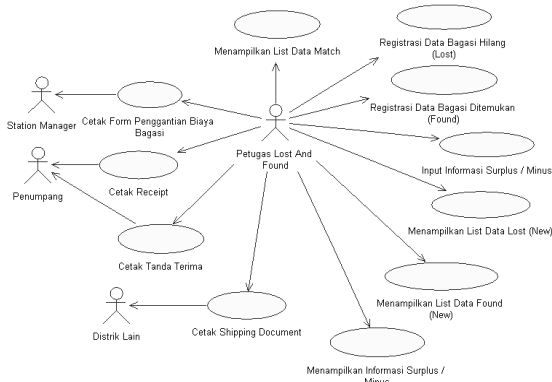 Menampilkan List Data Match
Registrasi Data Bagasi Hilang
(Lost)
Station Manager
Cetak Form Penggantian Biaya
Bagasi
Registrasi Data Bagasi Ditemukan
(Found)
Petugas Lost And
Found
Input Informasi Surplus / Minus
Penumpang
Cetak Receipt
Menampilkan List Data Lost (New)
Cetak Tanda Terima
Menampilkan List Data Found
(New)
Distrik Lain
Cetak Shipping Document
Menampilkan Informasi Surplus /
Minus